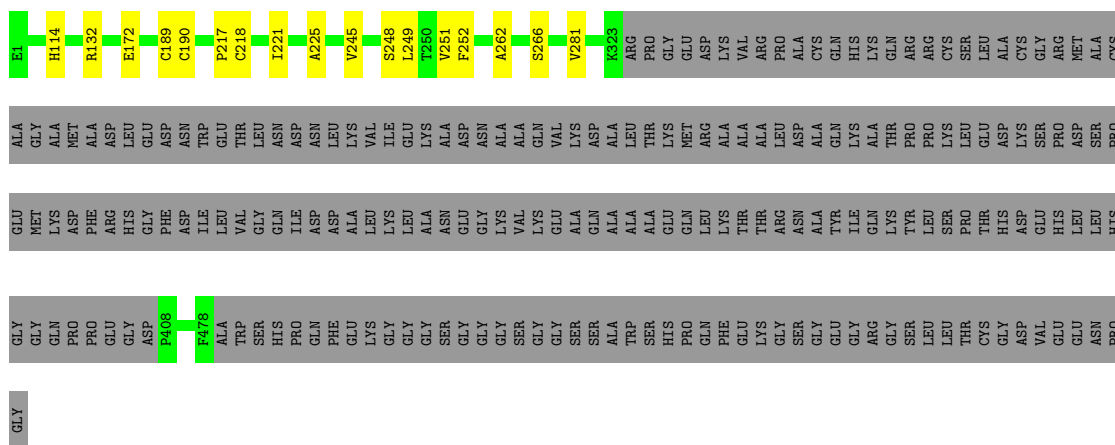 E1 H114 R132 E172 C189 C190 P217 C218 I221 A225 V245 S248 L249 T250 V251 F252 A262 S266 V281 K323 ARG PRO GLY GLU ASP LYS VAL ARG PRO ALA CYS GLN HIS LYS GLN ARG ARG CYS SER LEU ALA CYS GLY ARG MET ALA CYS
ALA GLY ALA MET ALA ASP LEU GLU ASP ASN TRP GLU THR LEU ASN ASP ASN LEU LYS VAL ILE GLU LYS ALA ASP ASN ALA ALA GLN VAL LYS ASP ALA LEU THR LYS MET ARG ALA ALA ALA LEU ASP ALA GLN LYS ALA THR PRO PRO LYS LEU GLU ASP LYS SER PRO ASP SER PRO
GLU MET LYS ASP PHE ARG HIS GLY PHE ASP ILE LEU VAL GLY GLN ILE ASP ASP ALA LEU LYS LEU ALA ASN GLU GLY LYS VAL LYS GLU ALA GLN ALA ALA ALA GLU GLN LEU LYS THR THR ARG ASN ALA TYR ILE GLN LYS TYR LEU SER PRO THR HIS ASP GLU HIS LEU LEU HIS
GLY GLY GLN PRO PRO GLU GLY ASP P408 F478 ALA TRP SER HIS PRO GLN PHE GLU LYS GLY GLY GLY SER GLY GLY GLY SER GLY GLY SER SER ALA TRP SER HIS PRO GLN PHE GLU LYS GLY SER GLY GLU GLY ARG GLY SER LEU LEU THR CYS GLY ASP VAL GLU GLU ASN PRO
GLY